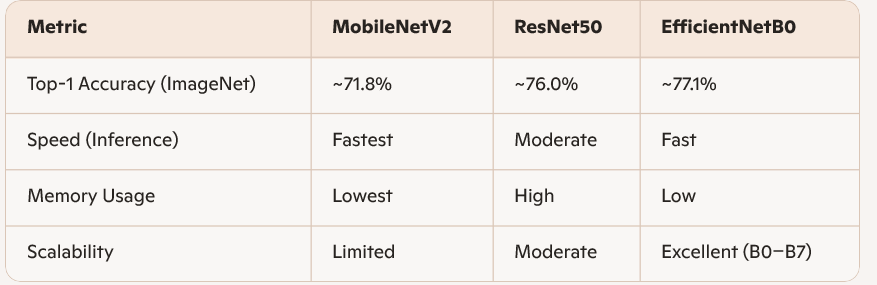 Metric MobileNetV2 ResNet50 EfficientNetB0
Top-1 Accuracy (ImageNet) ~71.8% ~76.0% ~77.1%
Speed (Inference) Fastest Moderate Fast
Memory Usage Lowest High Low
Scalability Limited Moderate Excellent (B0–B7)